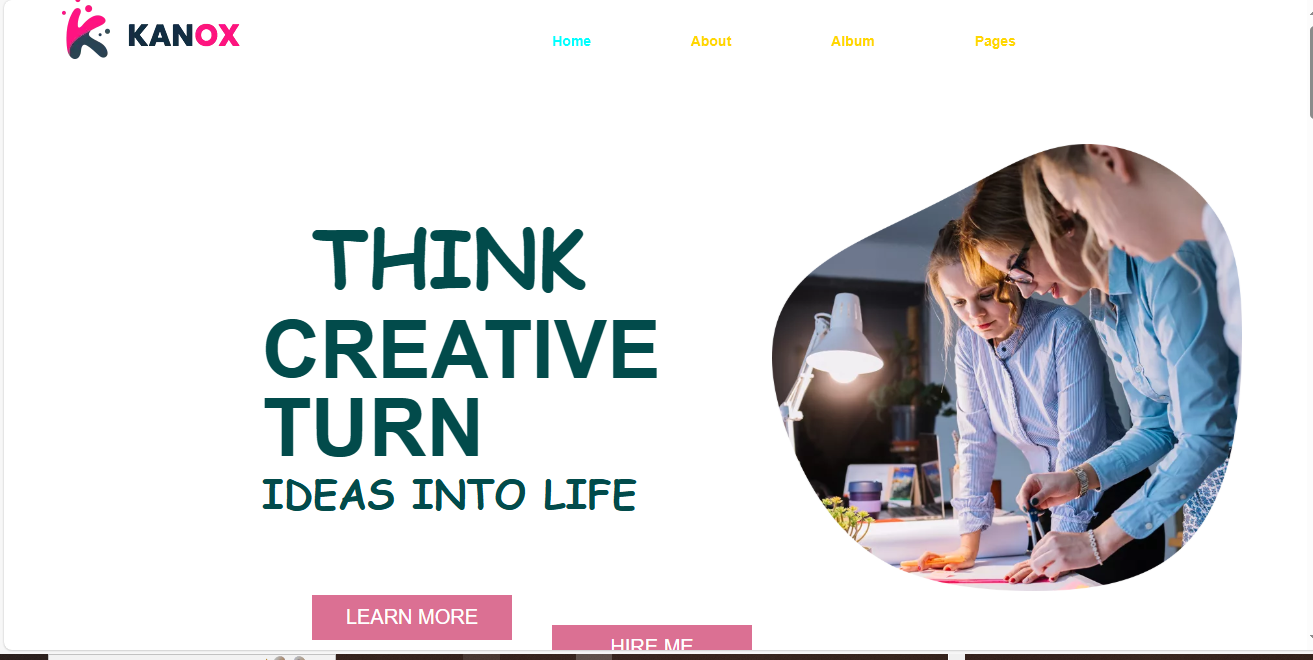 KANOX
Home About Album Pages
THINK
CREATIVE
TURN
IDEAS INTO LIFE
LEARN MORE
HIRE ME